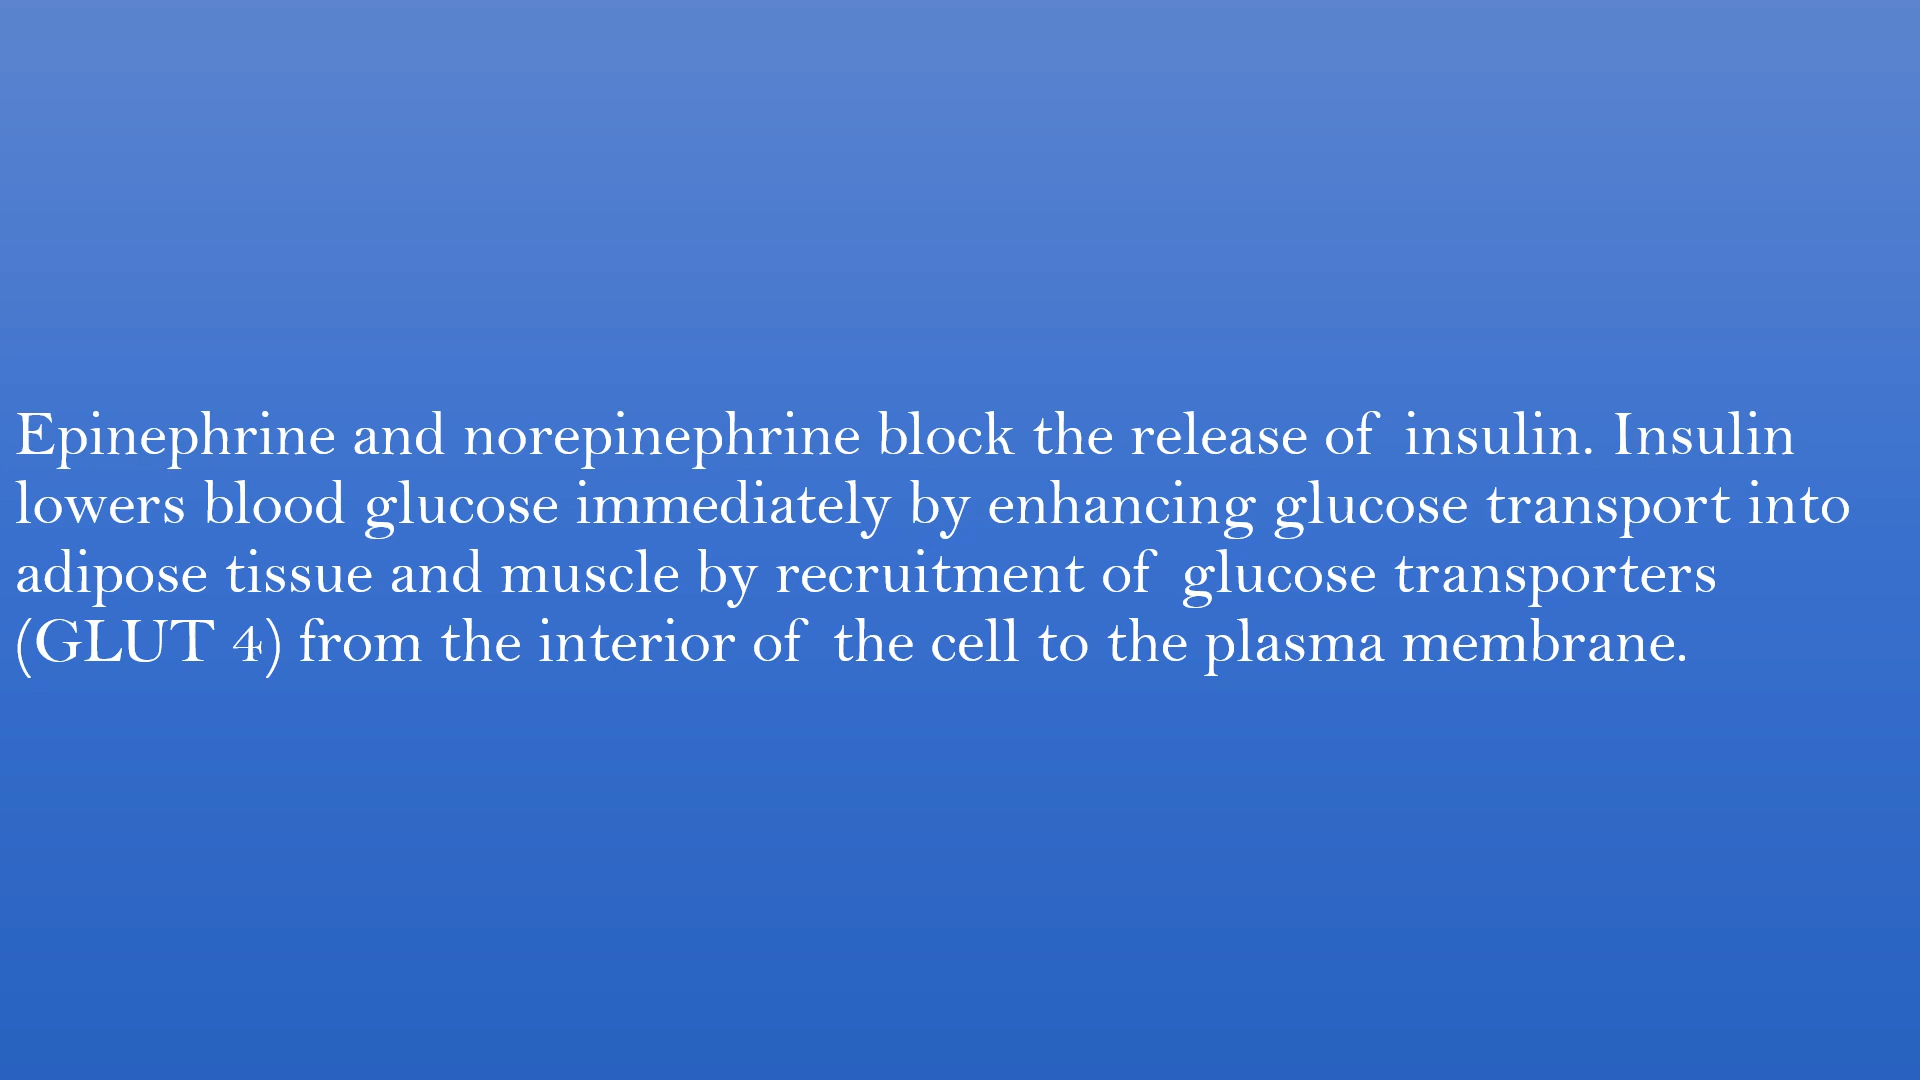 Epinephrine and norepinephrine block the release of insulin. Insulin
lowers blood glucose immediately by enhancing glucose transport into
adipose tissue and muscle by recruitment of glucose transporters
(GLUT 4) from the interior of the cell to the plasma membrane.